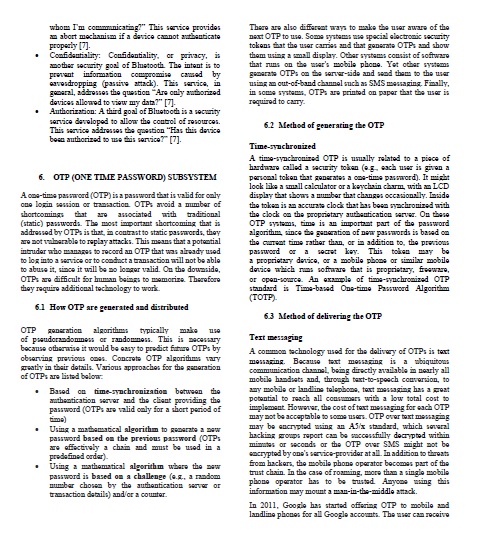 whom I'm communicating?" This service provides
an abort mechanism if a device cannot authenticate
properly [7].
• Confidentiality: Confidentiality, or privacy, is
another security goal of Bluetooth. The intent is to
prevent information compromise caused by
eavesdropping (passive attack). This service, in
general, addresses the question "Are only authorized
devices allowed to view my data?" [7].
• Authorization: A third goal of Bluetooth is a security
service developed to allow the control of resources.
This service addresses the question "Has this device
been authorized to use this service?" [7].
6. OTP (ONE TIME PASSWORD) SUBSYSTEM
A one-time password (OTP) is a password that is valid for only
one login session or transaction. OTPs avoid a number of
shortcomings that are associated with traditional
(static) passwords. The most important shortcoming that is
addressed by OTPs is that, in contrast to static passwords, they
are not vulnerable to replay attacks. This means that a potential
intruder who manages to record an OTP that was already used
to log into a service or to conduct a transaction will not be able
to abuse it, since it will be no longer valid. On the downside,
OTPs are difficult for human beings to memorize. Therefore
they require additional technology to work.
6.1 How OTP are generated and distributed
OTP generation algorithms typically make use
of pseudorandomness or randomness. This is necessary
because otherwise it would be easy to predict future OTPs by
observing previous ones. Concrete OTP algorithms vary
greatly in their details. Various approaches for the generation
of OTPs are listed below:
• Based on time-synchronization between the
authentication server and the client providing the
password (OTPs are valid only for a short period of
time)
• Using a mathematical algorithm to generate a new
password based on the previous password (OTPs
are effectively a chain and must be used in a
predefined order).
• Using a mathematical algorithm where the new
password is based on a challenge (e.g., a random
number chosen by the authentication server or
transaction details) and/or a counter.
There are also different ways to make the user aware of the
next OTP to use. Some systems use special electronic security
tokens that the user carries and that generate OTPs and show
them using a small display. Other systems consist of software
that runs on the user's mobile phone. Yet other systems
generate OTPs on the server-side and send them to the user
using an out-of-band channel such as SMS messaging. Finally,
in some systems, OTPs are printed on paper that the user is
required to carry.
6.2 Method of generating the OTP
Time-synchronized
A time-synchronized OTP is usually related to a piece of
hardware called a security token (e.g., each user is given a
personal token that generates a one-time password). It might
look like a small calculator or a keychain charm, with an LCD
display that shows a number that changes occasionally. Inside
the token is an accurate clock that has been synchronized with
the clock on the proprietary authentication server. On these
OTP systems, time is an important part of the password
algorithm, since the generation of new passwords is based on
the current time rather than, or in addition to, the previous
password or a secret key. This token may be
a proprietary device, or a mobile phone or similar mobile
device which runs software that is proprietary, freeware,
or open-source. An example of time-synchronized OTP
standard is Time-based One-time Password Algorithm
(TOTP).
6.3 Method of delivering the OTP
Text messaging
A common technology used for the delivery of OTPs is text
messaging. Because text messaging is a ubiquitous
communication channel, being directly available in nearly all
mobile handsets and, through text-to-speech conversion, to
any mobile or landline telephone, text messaging has a great
potential to reach all consumers with a low total cost to
implement. However, the cost of text messaging for each OTP
may not be acceptable to some users. OTP over text messaging
may be encrypted using an A5/x standard, which several
hacking groups report can be successfully decrypted within
minutes or seconds or the OTP over SMS might not be
encrypted by one's service-provider at all. In addition to threats
from hackers, the mobile phone operator becomes part of the
trust chain. In the case of roaming, more than a single mobile
phone operator has to be trusted. Anyone using this
information may mount a man-in-the-middle attack.
In 2011, Google has started offering OTP to mobile and
landline phones for all Google accounts. The user can receive